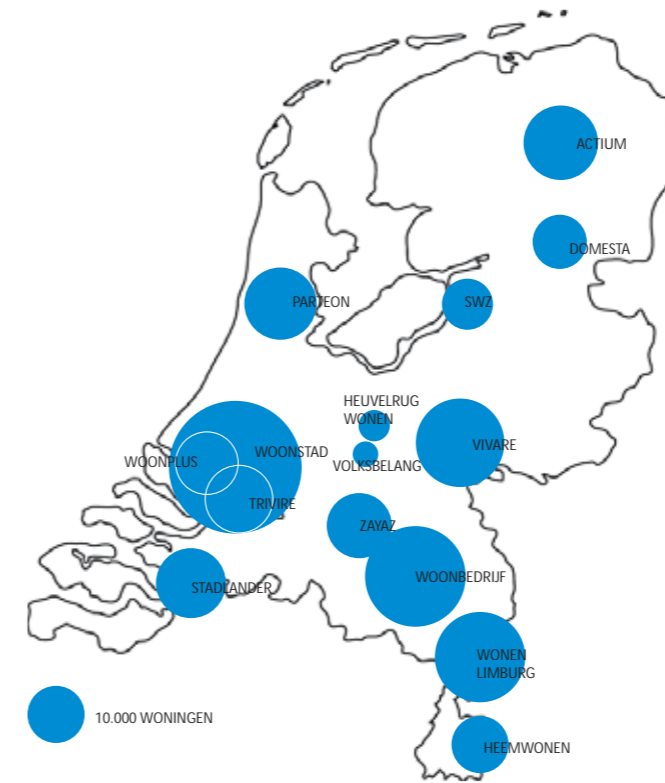 ACTIUM
DOMESTA
PARTEON
SWZ
HEUVELRUG
WONEN
WOONSTAD
VIVARE
WOONPLUS
VOLKSBELANG
TRIVIRE
ZAYAZ
WOONBEDRIJF
STADLANDER
WONEN
LIMBURG
10.000 WONINGEN
HEEMWONEN